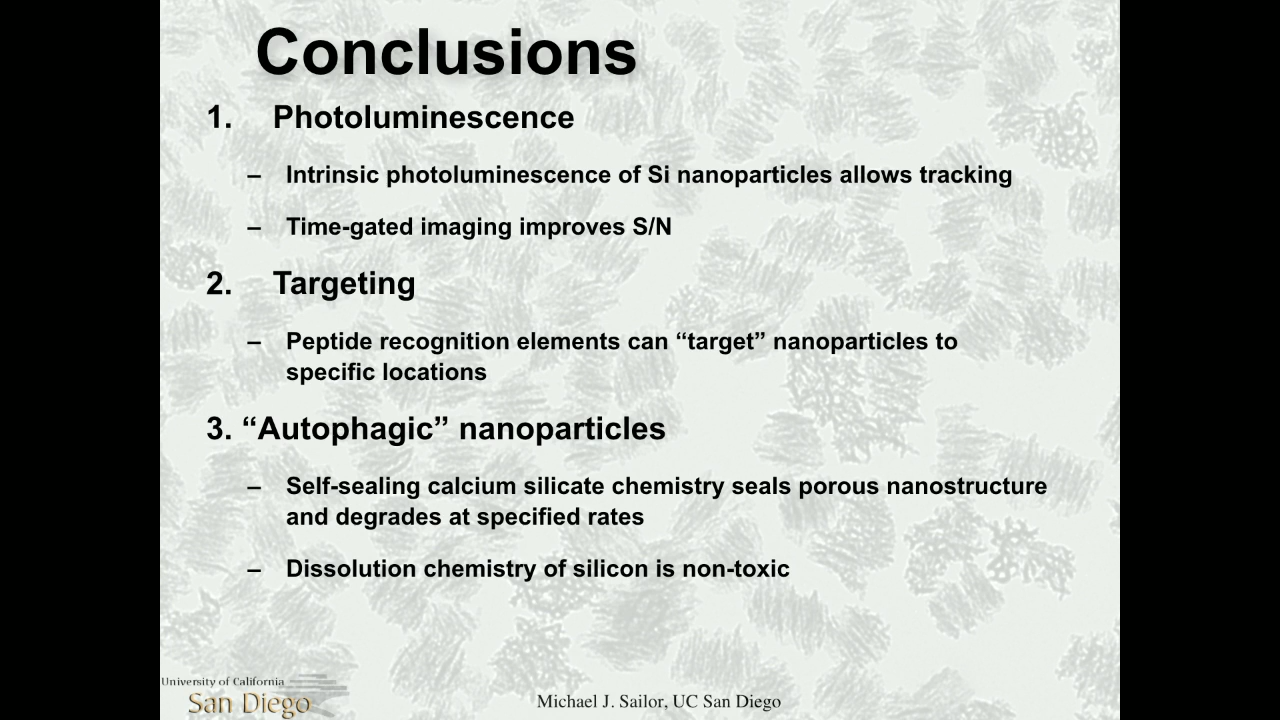 Conclusions
1. Photoluminescence
– Intrinsic photoluminescence of Si nanoparticles allows tracking
– Time-gated imaging improves S/N
2. Targeting
– Peptide recognition elements can “target” nanoparticles to
specific locations
3. “Autophagic” nanoparticles
– Self-sealing calcium silicate chemistry seals porous nanostructure
and degrades at specified rates
– Dissolution chemistry of silicon is non-toxic
University of California
San Diego
Michael J. Sailor, UC San Diego